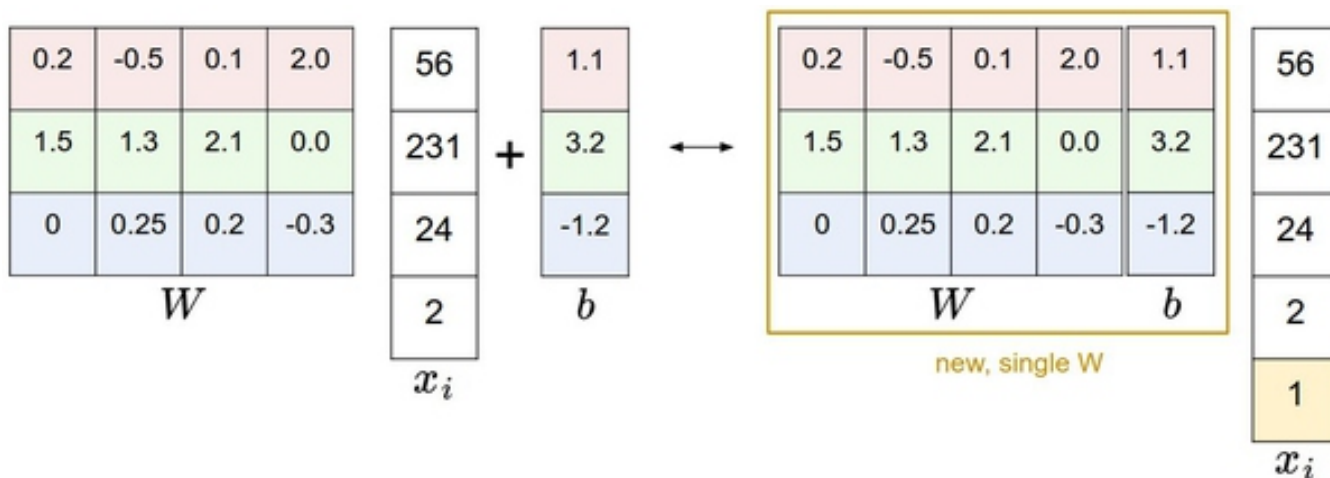 0.2 -0.5 0.1 2.0 56 1.1 0.2 -0.5 0.1 2.0 1.1 56
1.5 1.3 2.1 0.0 231 + 3.2 ↔ 1.5 1.3 2.1 0.0 3.2 231
0 0.25 0.2 -0.3 24 -1.2 0 0.25 0.2 -0.3 -1.2 24
W 2 b W b 2
new, single W
x_i 1
x_i